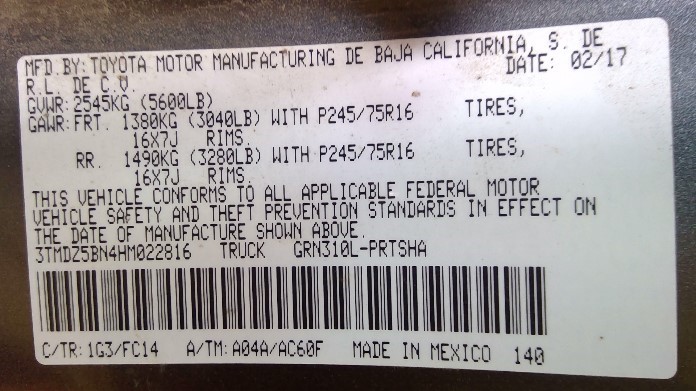 MFD.BY:TOYOTA MOTOR MANUFACTURING DE BAJA CALIFORNIA, S. DE
R.L. DE C.V. DATE: 02/17
GVWR:2545KG (5600LB)
GAWR:FRT. 1380KG (3040LB) WITH P245/75R16 TIRES,
16X7J RIMS.
RR. 1490KG (3280LB) WITH P245/75R16 TIRES,
16X7J RIMS.
THIS VEHICLE CONFORMS TO ALL APPLICABLE FEDERAL MOTOR
VEHICLE SAFETY AND THEFT PREVENTION STANDARDS IN EFFECT ON
THE DATE OF MANUFACTURE SHOWN ABOVE.
3TMDZ5BN4HM022816 TRUCK GRN310L-PRTSHA
C/TR:1G3/FC14 A/TM:A04A/AC60F MADE IN MEXICO 140